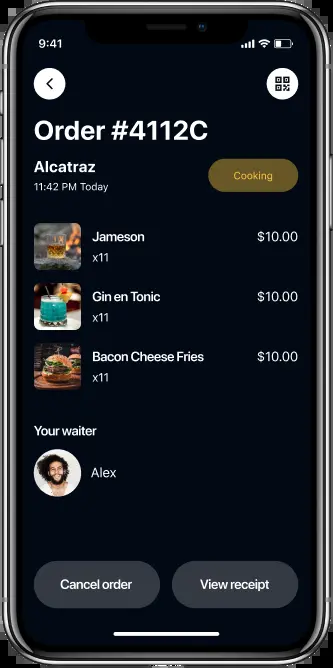 9:41
Order #4112C
Alcatraz
11:42 PM Today
Cooking
Jameson
$10.00
x11
Gin en Tonic
$10.00
x11
Bacon Cheese Fries
$10.00
x11
Your waiter
Alex
Cancel order
View receipt